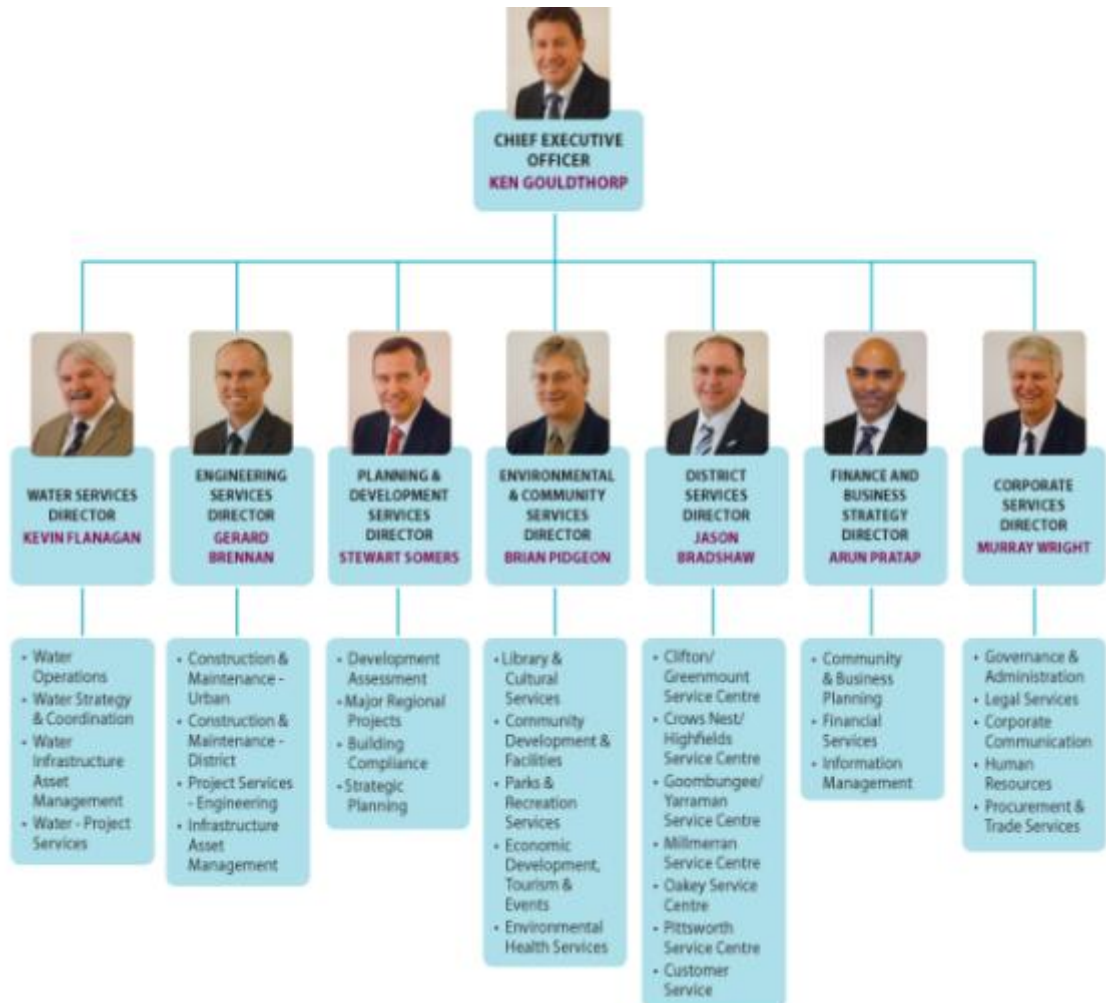 CHIEF EXECUTIVE
OFFICER
KEN GOULDTHORP
WATER SERVICES
DIRECTOR
KEVIN FLANAGAN
ENGINEERING
SERVICES
DIRECTOR
GERARD
BRENNAN
PLANNING &
DEVELOPMENT
SERVICES
DIRECTOR
STEWART SOMERS
ENVIRONMENTAL
& COMMUNITY
SERVICES
DIRECTOR
BRIAN PIDGEON
DISTRICT
SERVICES
DIRECTOR
JASON
BRADSHAW
FINANCE AND
BUSINESS
STRATEGY
DIRECTOR
ARUN PRATAP
CORPORATE
SERVICES
DIRECTOR
MURRAY WRIGHT
• Water
Operations
• Water Strategy
& Coordination
• Water
Infrastructure
Asset
Management
• Water - Project
Services
• Construction &
Maintenance -
Urban
• Construction &
Maintenance -
District
• Project Services
- Engineering
• Infrastructure
Asset
Management
• Development
Assessment
• Major Regional
Projects
• Building
Compliance
• Strategic
Planning
• Library &
Cultural
Services
• Community
Development &
Facilities
• Parks &
Recreation
Services
• Economic
Development,
Tourism &
Events
• Environmental
Health Services
• Clifton/
Greenmount
Service Centre
• Crows Nest/
Highfields
Service Centre
• Goombungee/
Yarraman
Service Centre
• Millmerran
Service Centre
• Oakey Service
Centre
• Pittsworth
Service Centre
• Customer
Service
• Community
& Business
Planning
• Financial
Services
• Information
Management
• Governance &
Administration
• Legal Services
• Corporate
Communication
• Human
Resources
• Procurement &
Trade Services